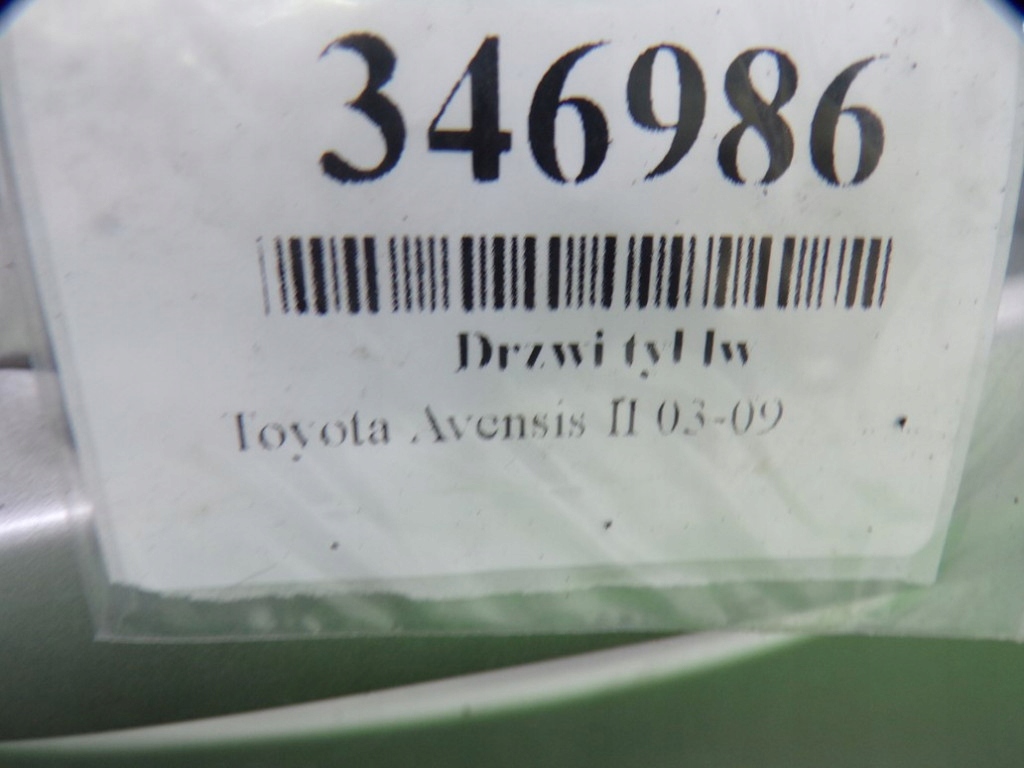 346986
Drzwi tył lw
Toyota Avensis II 03-09